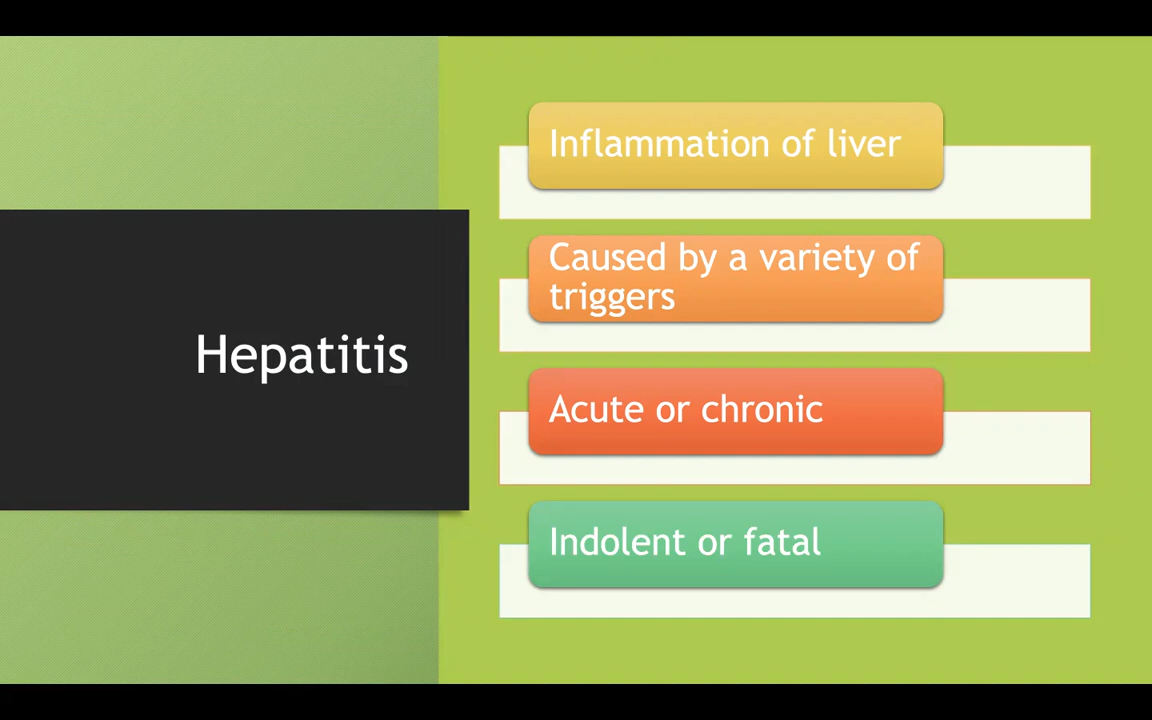 Hepatitis
Inflammation of liver
Caused by a variety of
triggers
Acute or chronic
Indolent or fatal